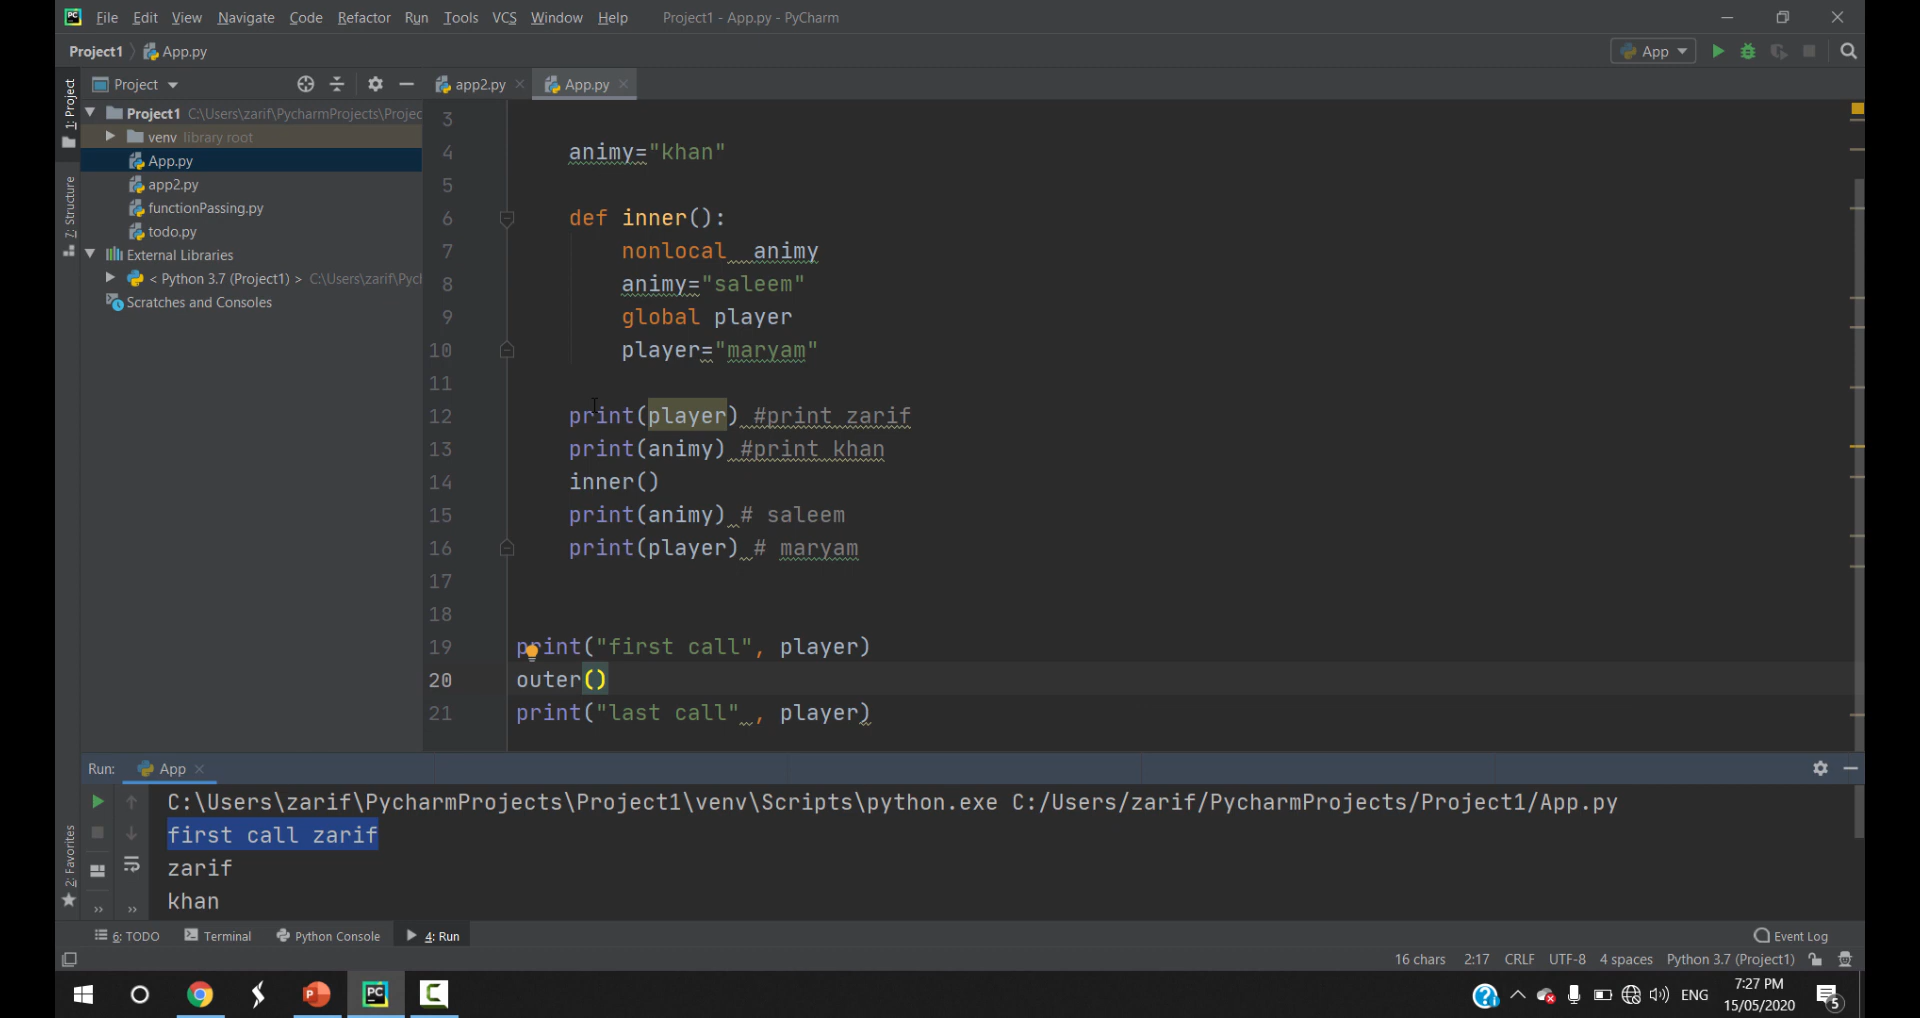 File Edit View Navigate Code Refactor Run Tools VCS Window Help Project1 - App.py - PyCharm
Project1 App.py App
Project app2.py App.py
1: Project
7: Structure
2: Favorites
Project1 C:\Users\zarif\PycharmProjects\Projec
venv library root
App.py
app2.py
functionPassing.py
todo.py
External Libraries
< Python 3.7 (Project1) > C:\Users\zarif\Pych
Scratches and Consoles
3
4 animy="khan"
5
6 def inner():
7 nonlocal  animy
8 animy="saleem"
9 global player
10 player="maryam"
11
12 print(player) #print zarif
13 print(animy) #print khan
14 inner()
15 print(animy) # saleem
16 print(player) # maryam
17
18
19 print("first call", player)
20 outer()
21 print("last call" , player)
Run: App
C:\Users\zarif\PycharmProjects\Project1\venv\Scripts\python.exe C:/Users/zarif/PycharmProjects/Project1/App.py
first call zarif
zarif
khan
6: TODO Terminal Python Console 4: Run Event Log
16 chars 2:17 CRLF UTF-8 4 spaces Python 3.7 (Project1)
ENG 7:27 PM
15/05/2020 5